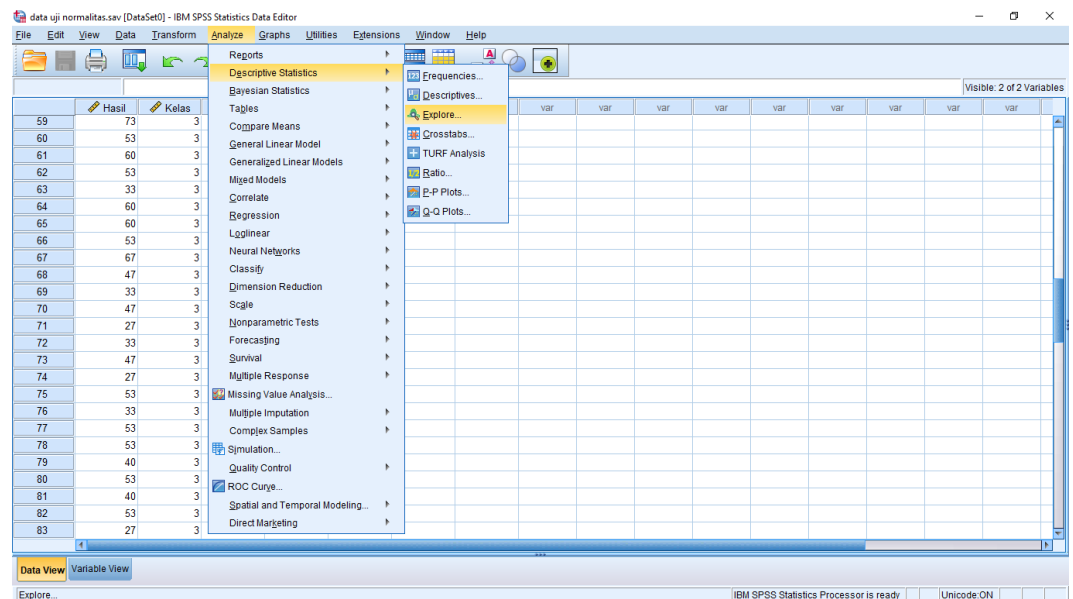 data uji normalitas.sav [DataSet0] - IBM SPSS Statistics Data Editor
File Edit View Data Transform Analyze Graphs Utilities Extensions Window Help
Visible: 2 of 2 Variables
Hasil Kelas var var var var var var var var var
59 73 3
60 53 3
61 60 3
62 53 3
63 33 3
64 60 3
65 60 3
66 53 3
67 67 3
68 47 3
69 33 3
70 47 3
71 27 3
72 33 3
73 47 3
74 27 3
75 53 3
76 33 3
77 53 3
78 53 3
79 40 3
80 53 3
81 40 3
82 53 3
83 27 3
Reports
Descriptive Statistics
Bayesian Statistics
Tables
Compare Means
General Linear Model
Generalized Linear Models
Mixed Models
Correlate
Regression
Loglinear
Neural Networks
Classify
Dimension Reduction
Scale
Nonparametric Tests
Forecasting
Survival
Multiple Response
Missing Value Analysis...
Multiple Imputation
Complex Samples
Simulation...
Quality Control
ROC Curve...
Spatial and Temporal Modeling...
Direct Marketing
123 Frequencies...
Descriptives...
Explore...
Crosstabs...
TURF Analysis
1/2 Ratio...
P-P Plots...
Q-Q Plots...
Data View Variable View
Explore... IBM SPSS Statistics Processor is ready Unicode:ON